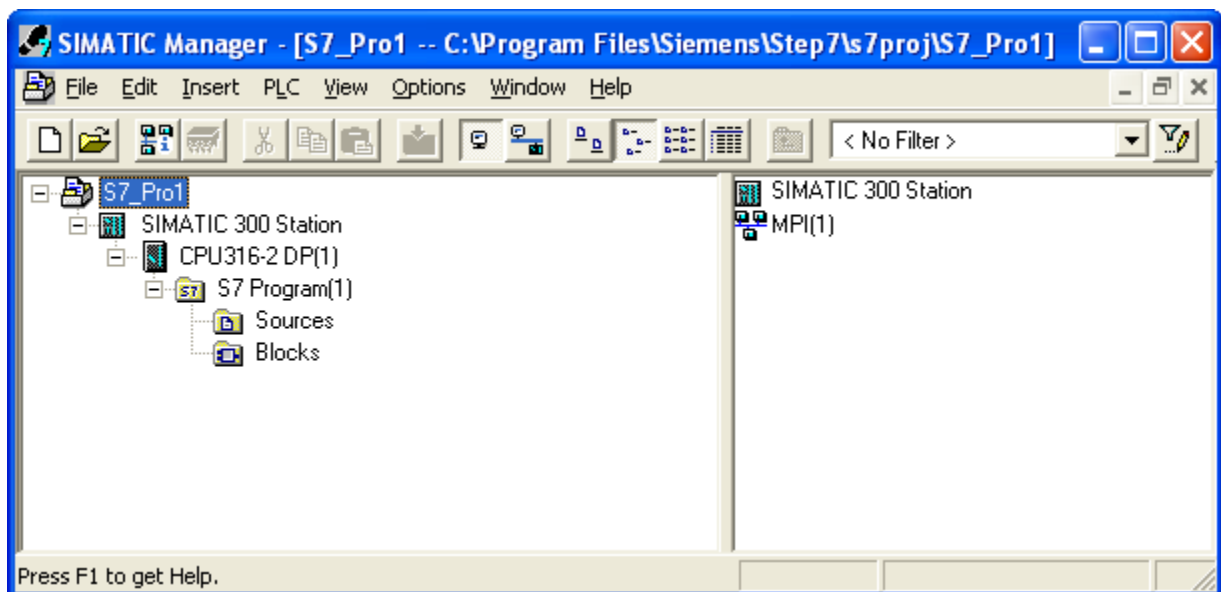 SIMATIC Manager - [S7_Pro1 -- C:\Program Files\Siemens\Step7\s7proj\S7_Pro1]
File Edit Insert PLC View Options Window Help
< No Filter >
S7_Pro1
SIMATIC 300 Station
CPU316-2 DP(1)
S7 Program(1)
Sources
Blocks
SIMATIC 300 Station
MPI(1)
Press F1 to get Help.